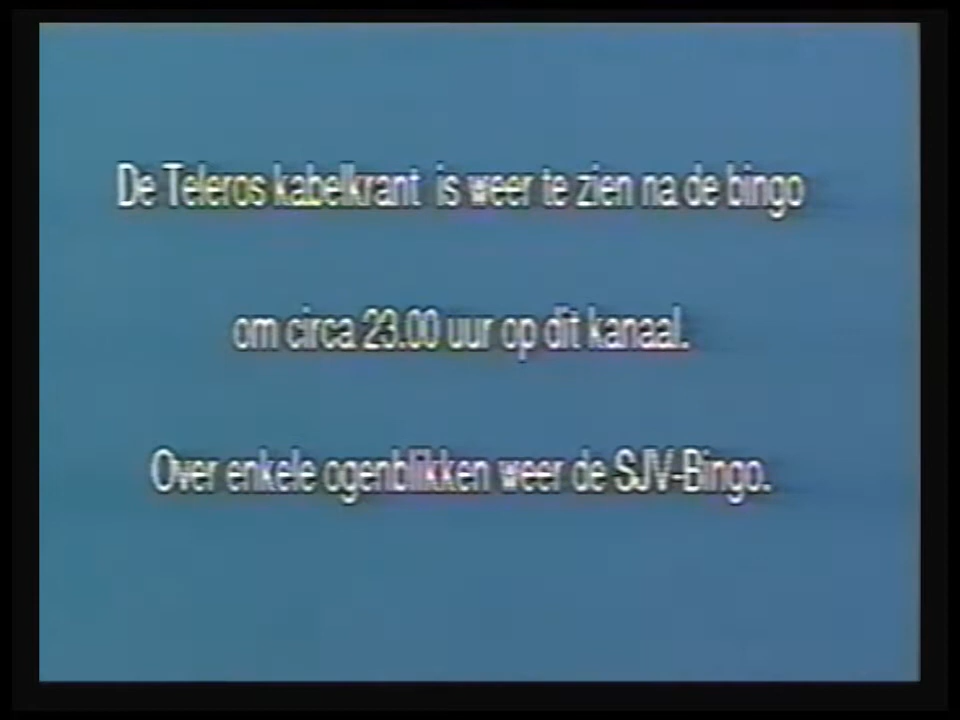 De Teleros kabelkrant is weer te zien na de bingo
om circa 23.00 uur op dit kanaal.
Over enkele ogenblikken weer de SJV-Bingo.